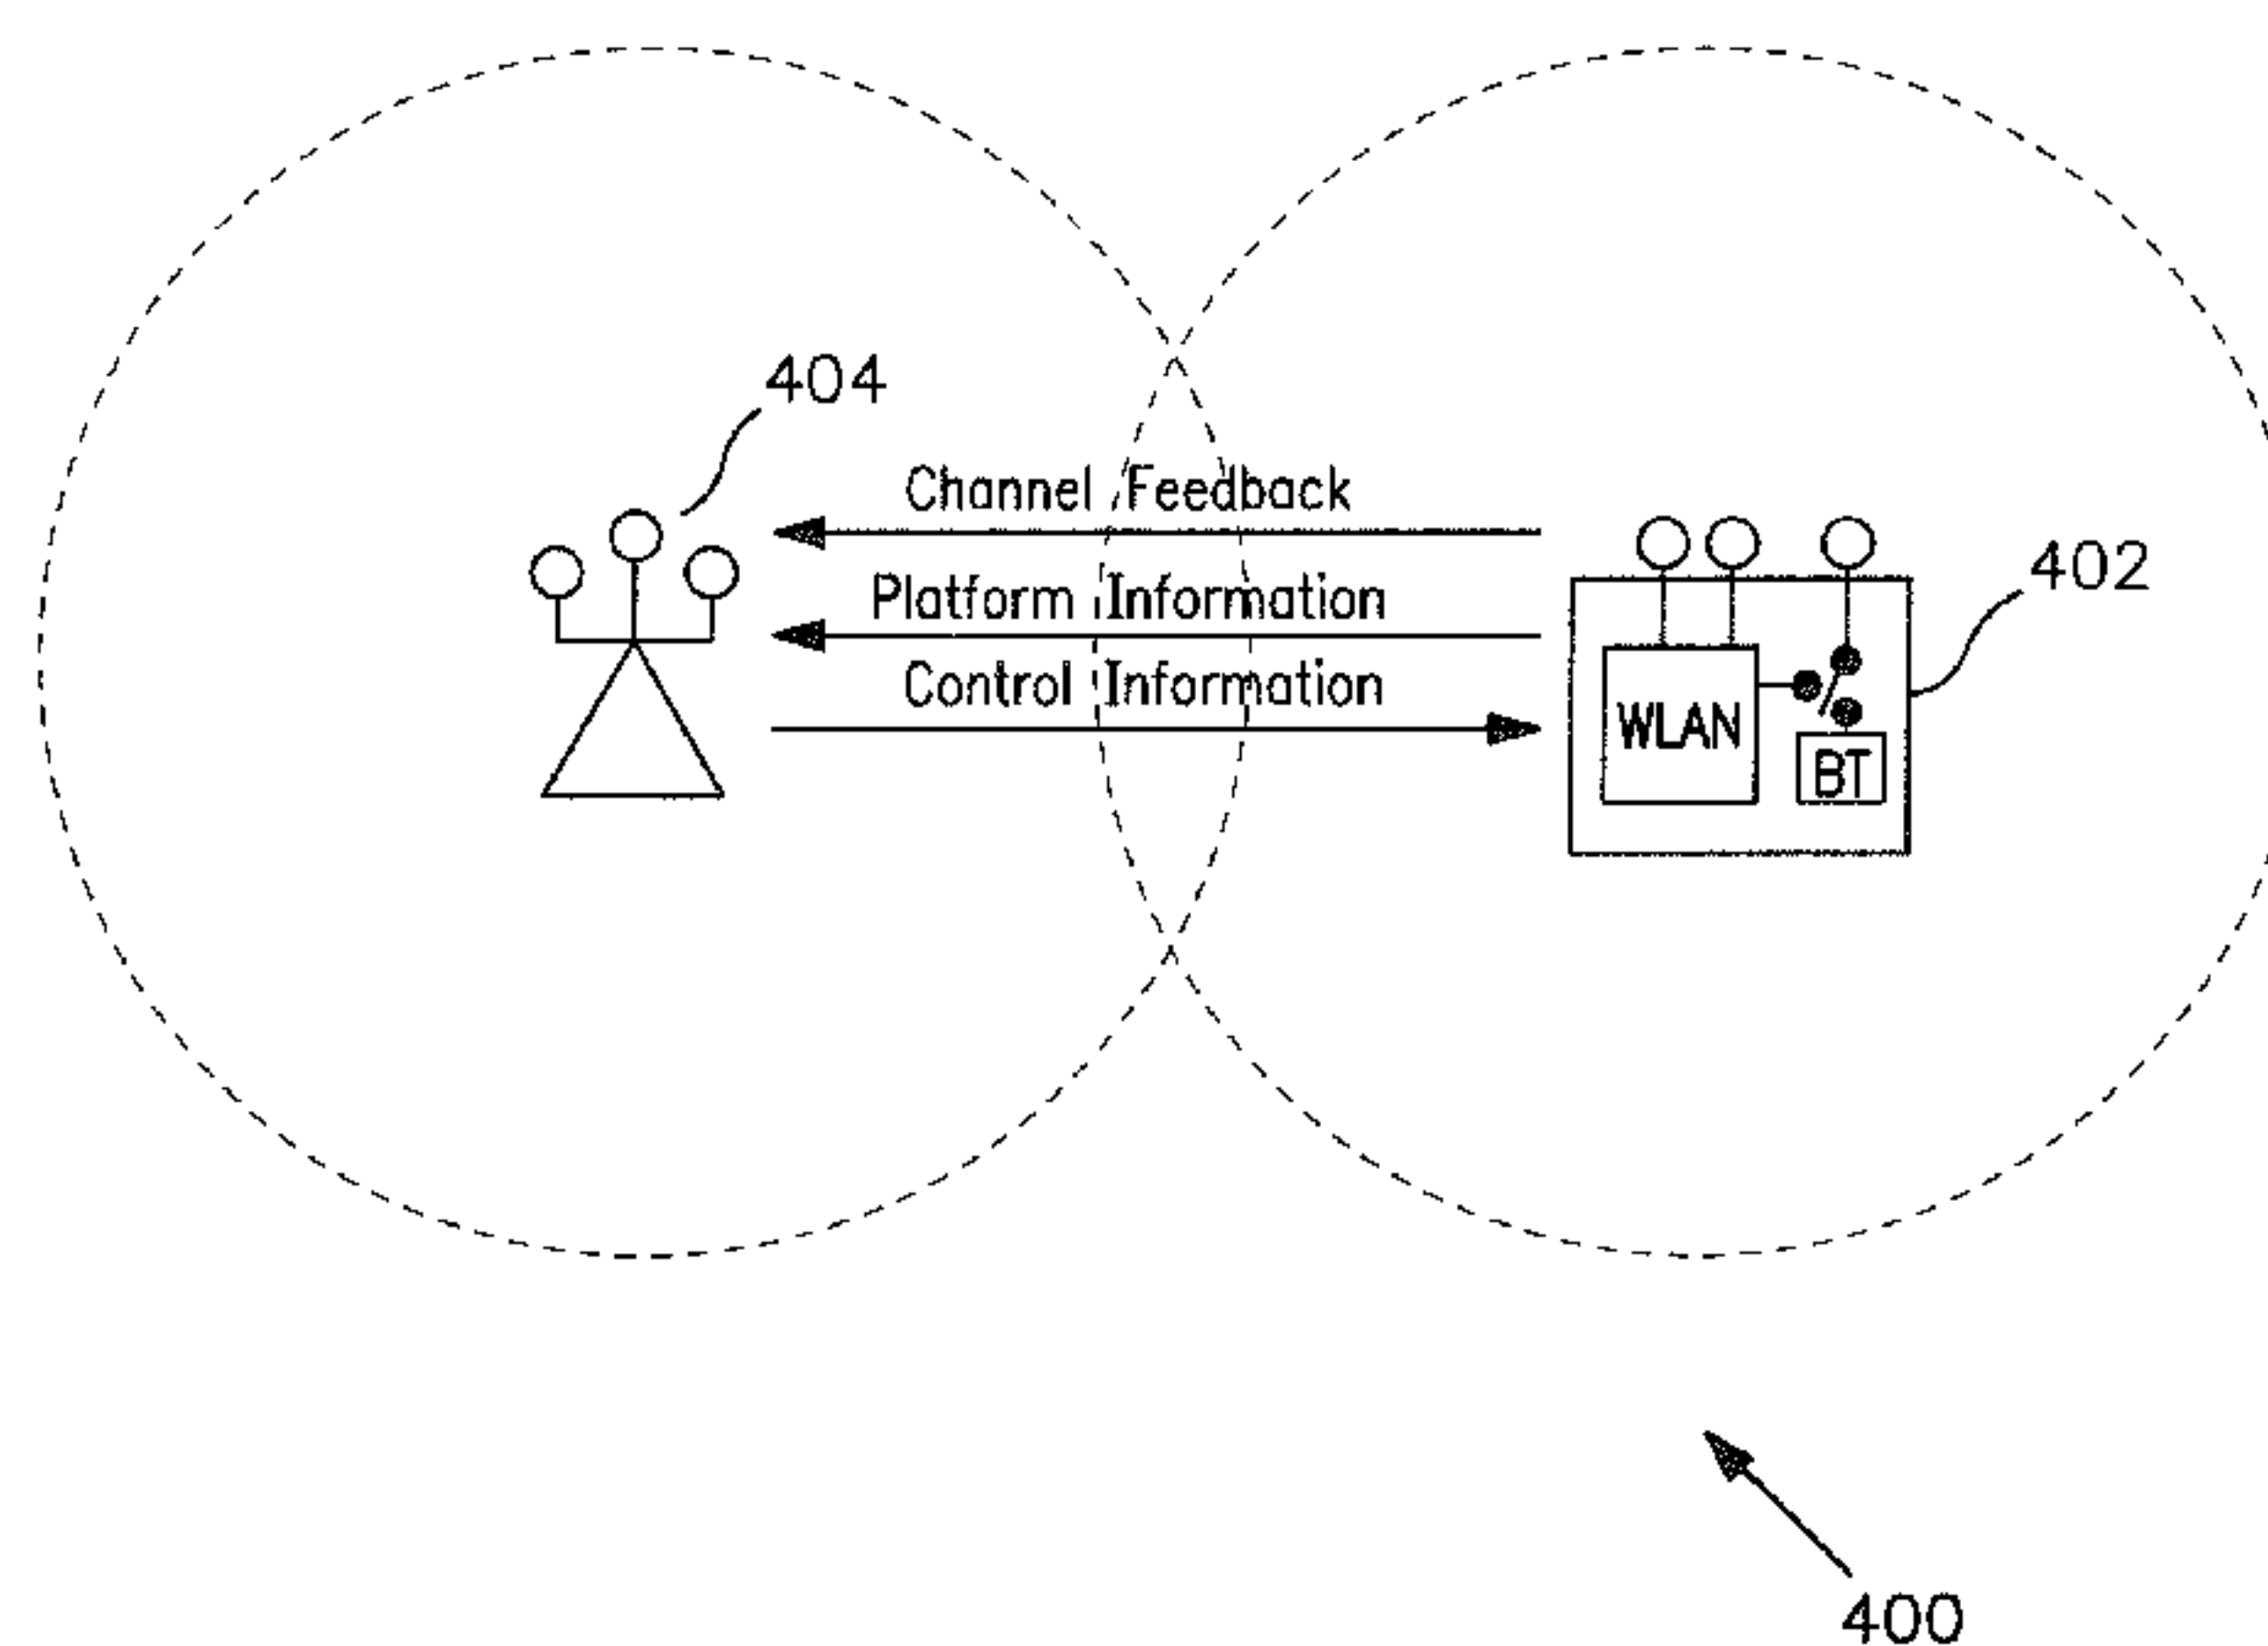 404
Channel Feedback
402
Platform Information
Control Information
WLAN
BT
400